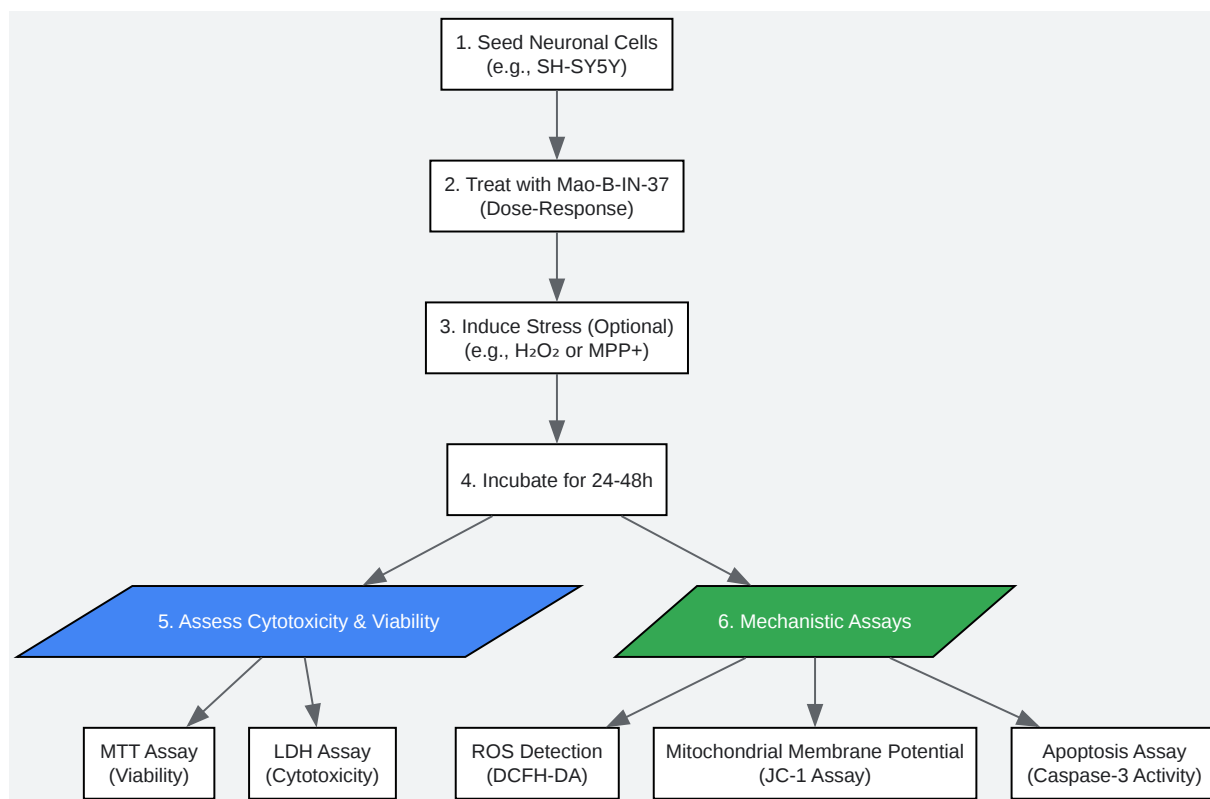 1. Seed Neuronal Cells
(e.g., SH-SY5Y)
2. Treat with Mao-B-IN-37
(Dose-Response)
3. Induce Stress (Optional)
(e.g., H₂O₂ or MPP+)
4. Incubate for 24-48h
5. Assess Cytotoxicity & Viability
6. Mechanistic Assays
MTT Assay
(Viability)
LDH Assay
(Cytotoxicity)
ROS Detection
(DCFH-DA)
Mitochondrial Membrane Potential
(JC-1 Assay)
Apoptosis Assay
(Caspase-3 Activity)